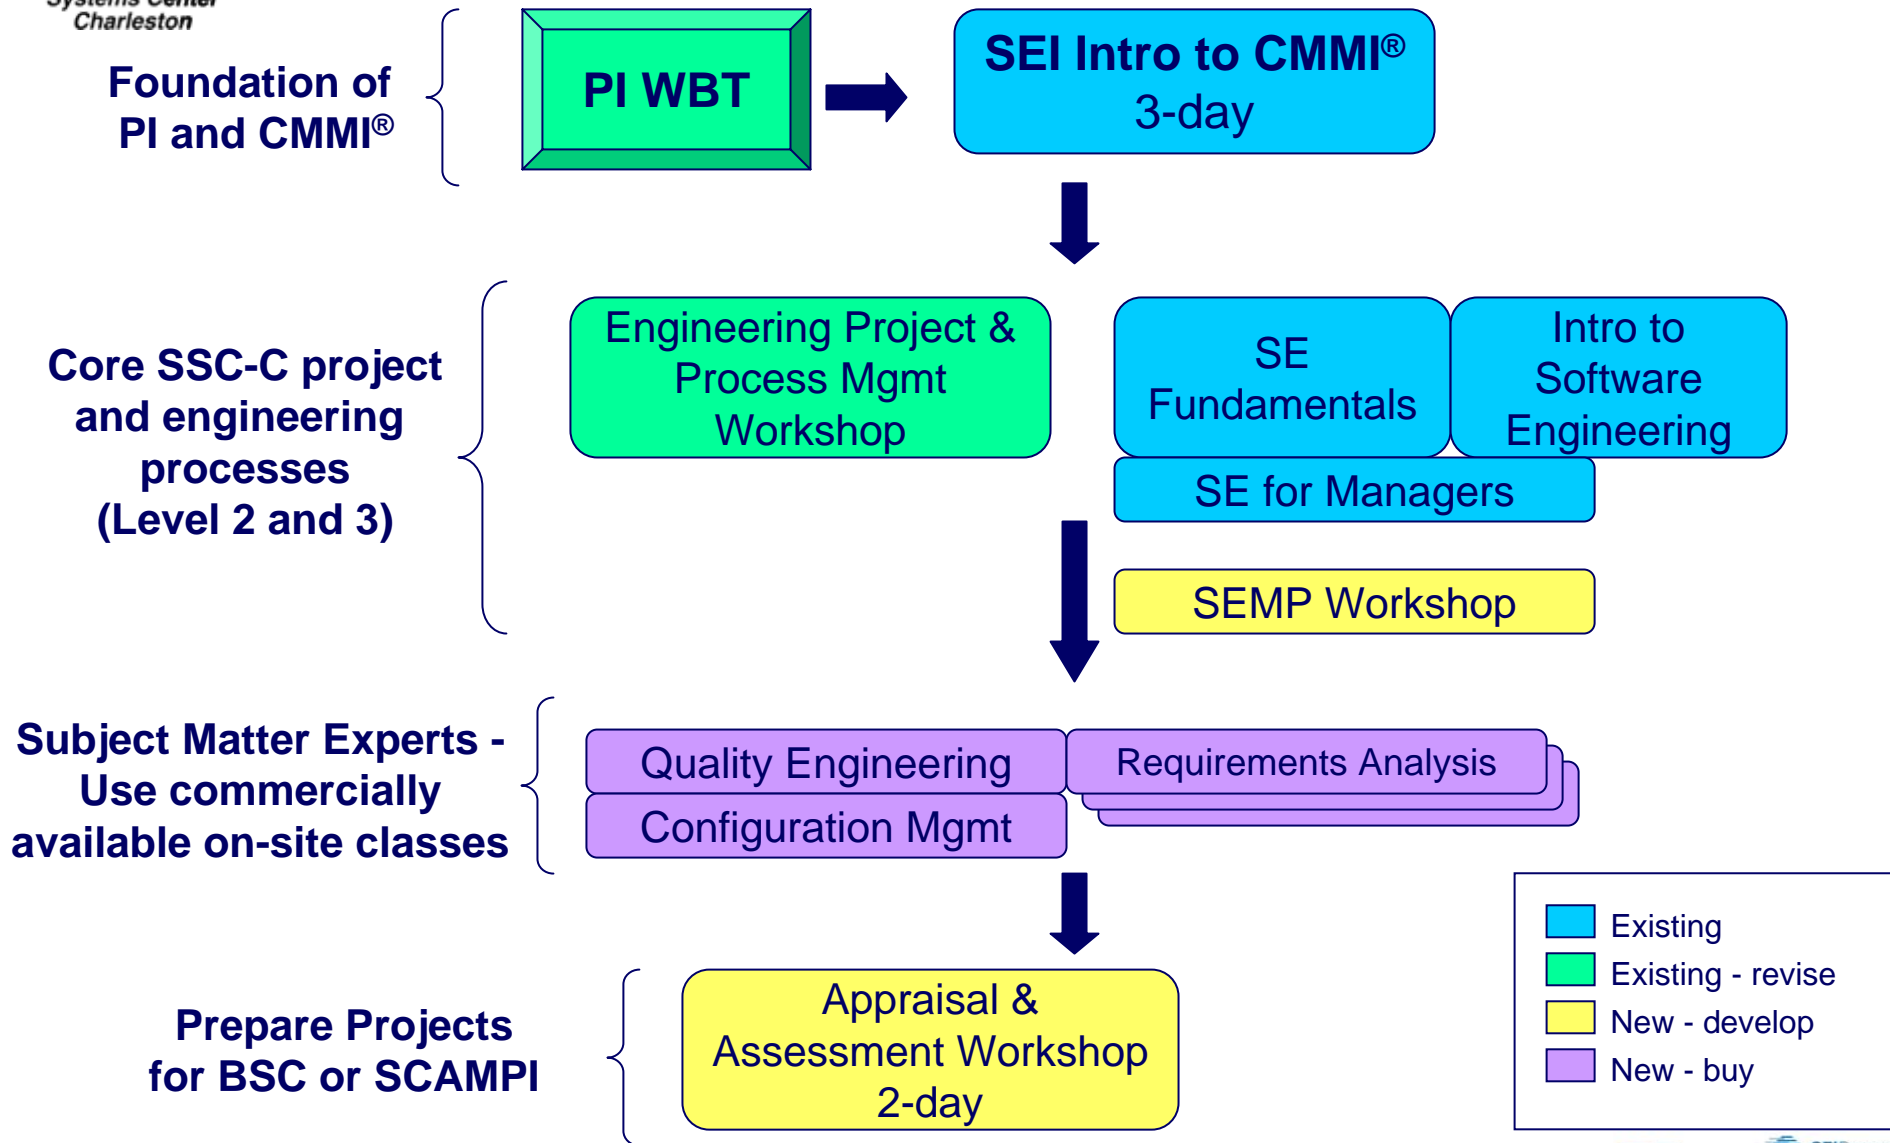 Systems Center
Charleston
Foundation of
PI and CMMI®
PI WBT
SEI Intro to CMMI®
3-day
Core SSC-C project
and engineering
processes
(Level 2 and 3)
Engineering Project &
Process Mgmt
Workshop
SE
Fundamentals
Intro to
Software
Engineering
SE for Managers
SEMP Workshop
Subject Matter Experts -
Use commercially
available on-site classes
Quality Engineering
Requirements Analysis
Configuration Mgmt
Prepare Projects
for BSC or SCAMPI
Appraisal &
Assessment Workshop
2-day
Existing
Existing - revise
New - develop
New - buy